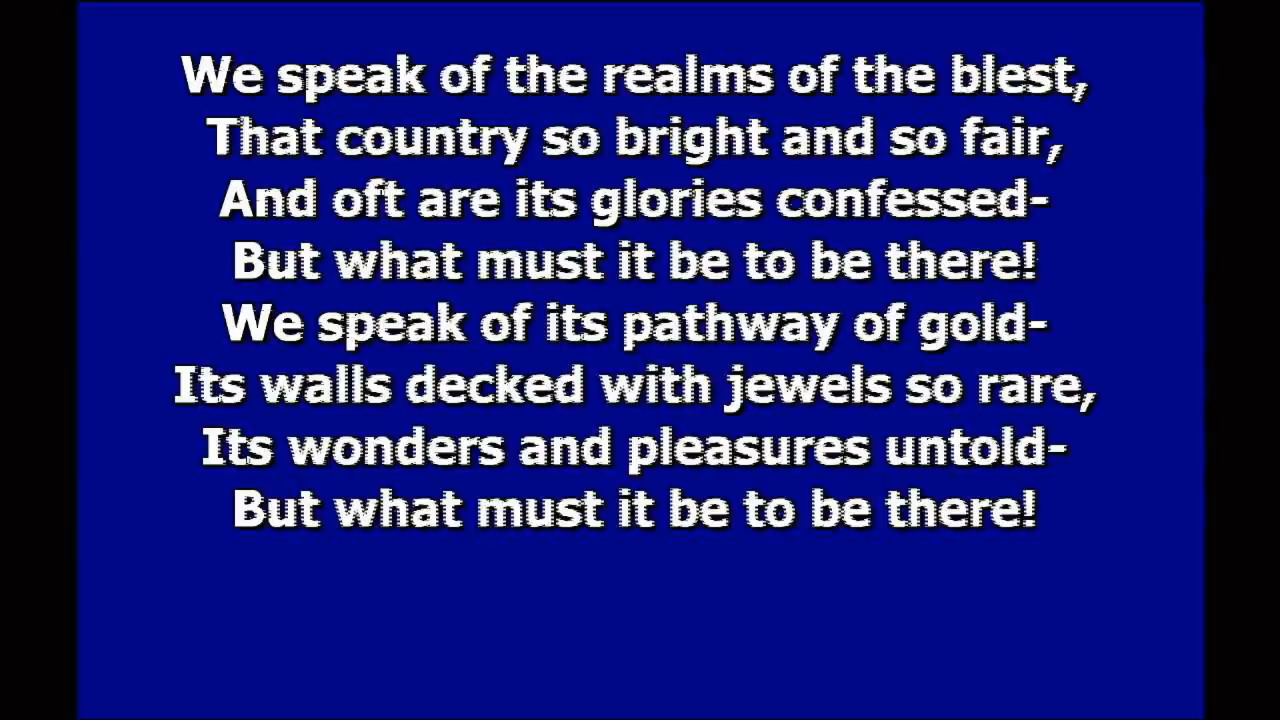 We speak of the realms of the blest,
That country so bright and so fair,
And oft are its glories confessed-
But what must it be to be there!
We speak of its pathway of gold-
Its walls decked with jewels so rare,
Its wonders and pleasures untold-
But what must it be to be there!